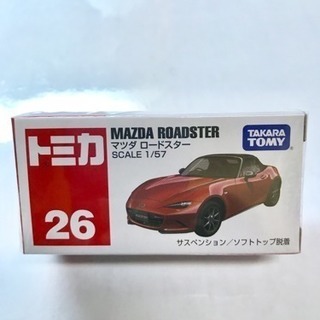 トミカ
26
MAZDA ROADSTER
マツダ ロードスター
SCALE 1/57
TAKARA
TOMY
サスペンション/ソフトトップ脱着